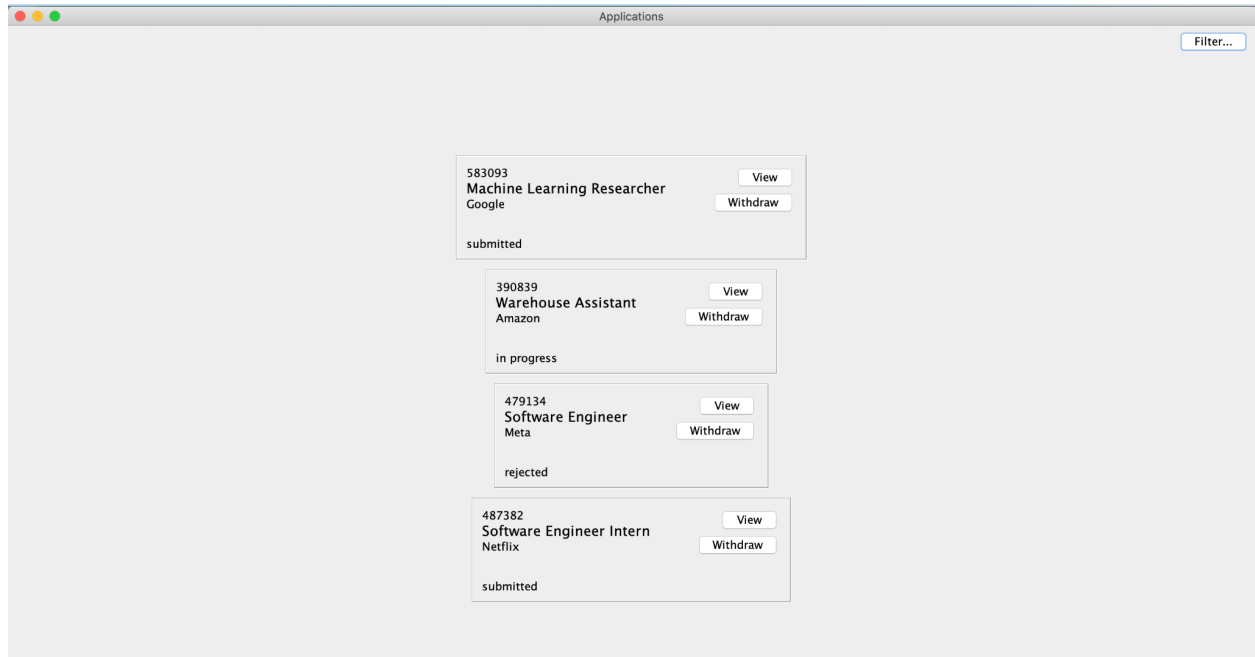 Applications
Filter...
583093
View
Machine Learning Researcher
Google
Withdraw
submitted
390839
View
Warehouse Assistant
Amazon
Withdraw
in progress
479134
View
Software Engineer
Meta
Withdraw
rejected
487382
View
Software Engineer Intern
Netflix
Withdraw
submitted